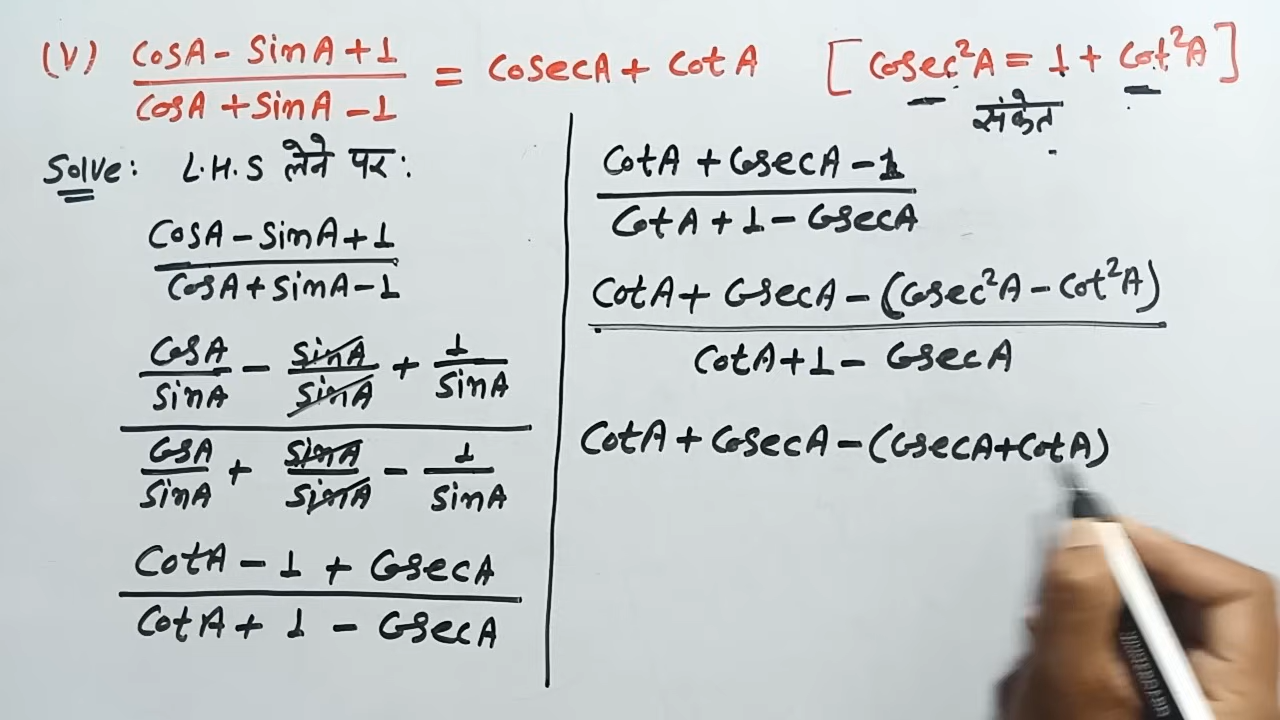 (V) CosA - SinA + 1 / CosA + SinA - 1 = CosecA + CotA [Cosec²A = 1 + Cot²A]
संकेत
Solve: L.H.S लेने पर:
CosA - SinA + 1
CosA + SinA - 1
CosA/SinA - SinA/SinA + 1/SinA
CosA/SinA + SinA/SinA - 1/SinA
CotA - 1 + CosecA
CotA + 1 - CosecA
CotA + CosecA - 1
CotA + 1 - CosecA
CotA + CosecA - (Cosec²A - Cot²A)
CotA + 1 - CosecA
CotA + CosecA - (CosecA + CotA)